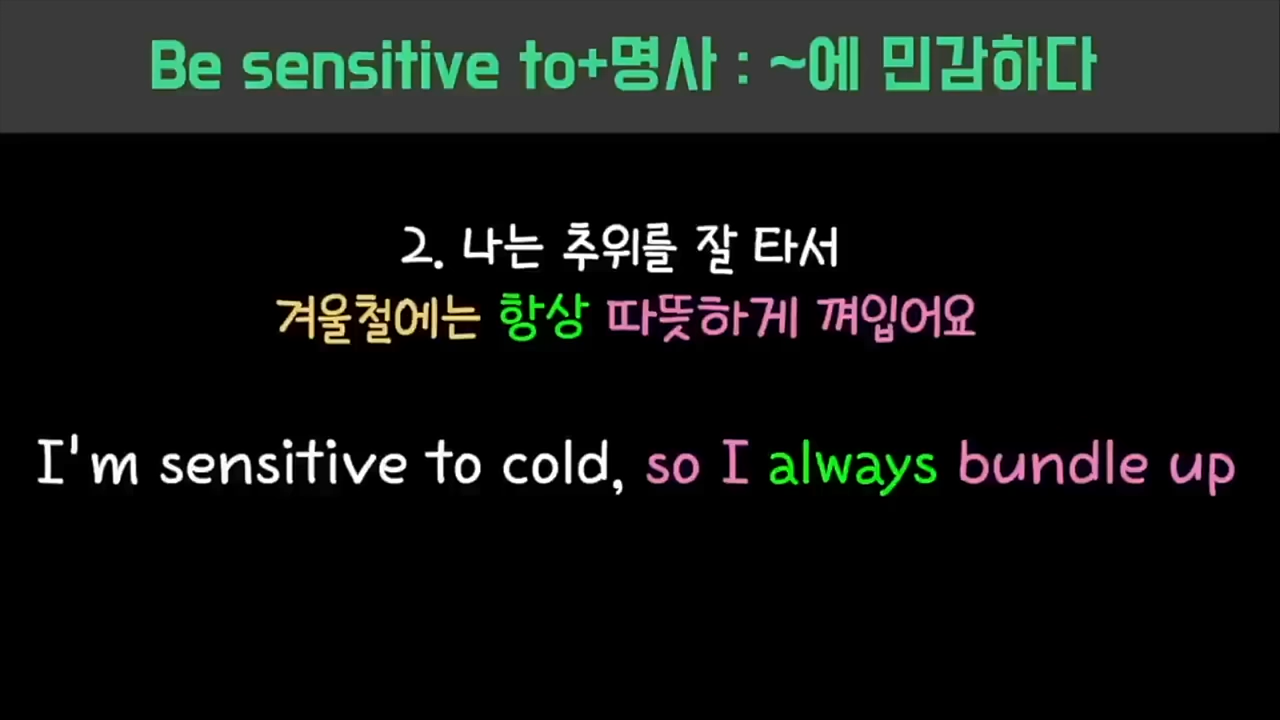 Be sensitive to+명사 : ~에 민감하다
2. 나는 추위를 잘 타서
겨울철에는 항상 따뜻하게 껴입어요
I'm sensitive to cold, so I always bundle up